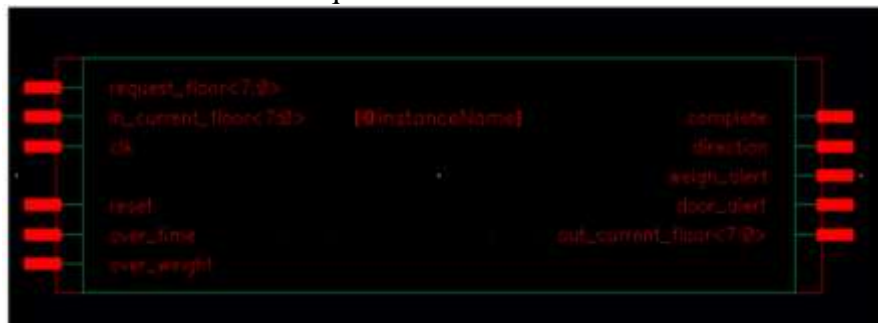 request_floor<7:0>
in_current_floor<7:0>
[@instanceName]
clk
reset
over_time
over_weight
complete
direction
weigh_alert
door_alert
out_current_floor<7:0>